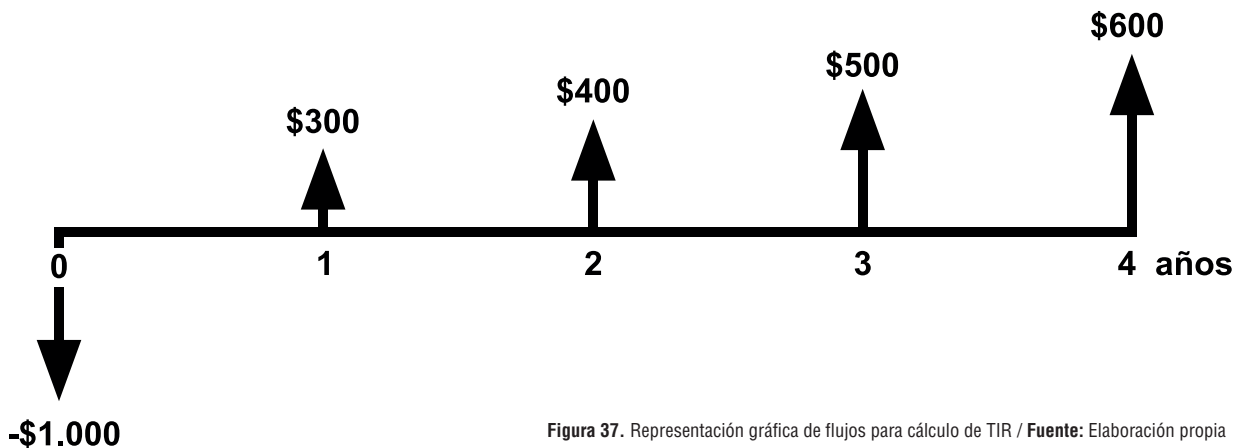 $600
$500
$400
$300
0 1 2 3 4 años
-$1.000
Figura 37. Representación gráfica de flujos para cálculo de TIR / Fuente: Elaboración propia